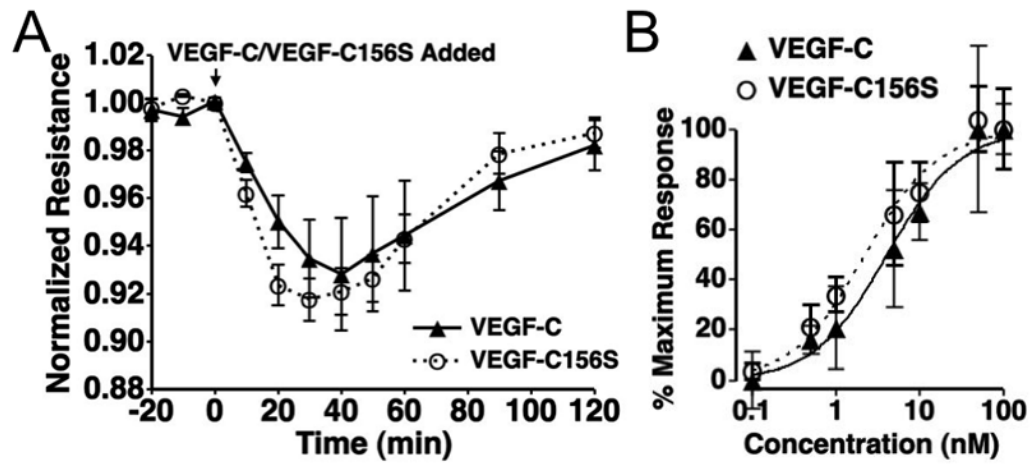 A
VEGF-C/VEGF-C156S Added
Normalized Resistance
1.02
1.00
0.98
0.96
0.94
0.92
0.90
0.88
VEGF-C
VEGF-C156S
-20 0 20 40 60 80 100 120
Time (min)
B
VEGF-C
VEGF-C156S
% Maximum Response
100
80
60
40
20
0
0.1 1 10 100
Concentration (nM)